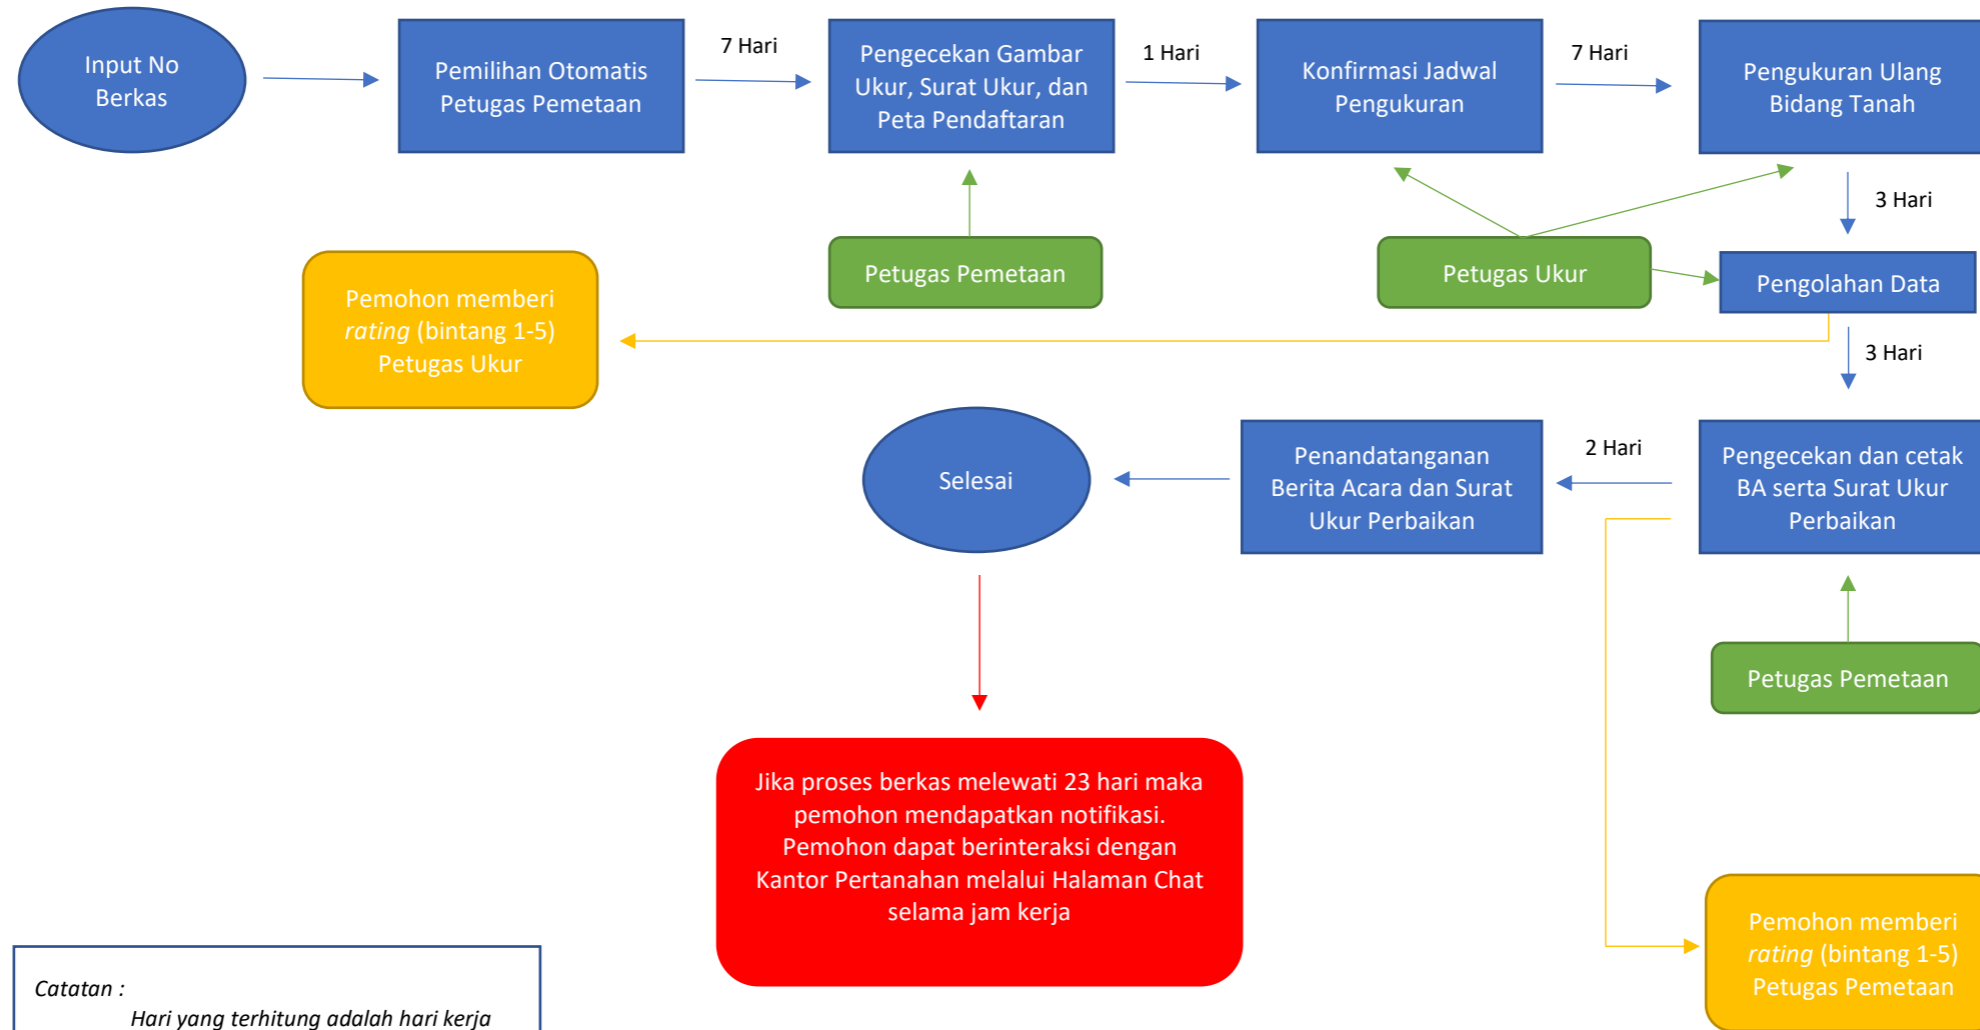 Input No
Berkas
Pemilihan Otomatis
Petugas Pemetaan
7 Hari
Pengecekan Gambar
Ukur, Surat Ukur, dan
Peta Pendaftaran
1 Hari
Konfirmasi Jadwal
Pengukuran
7 Hari
Pengukuran Ulang
Bidang Tanah
3 Hari
Petugas Pemetaan
Petugas Ukur
Pengolahan Data
Pemohon memberi
rating (bintang 1-5)
Petugas Ukur
3 Hari
Selesai
Penandatanganan
Berita Acara dan Surat
Ukur Perbaikan
2 Hari
Pengecekan dan cetak
BA serta Surat Ukur
Perbaikan
Petugas Pemetaan
Jika proses berkas melewati 23 hari maka
pemohon mendapatkan notifikasi.
Pemohon dapat berinteraksi dengan
Kantor Pertanahan melalui Halaman Chat
selama jam kerja
Pemohon memberi
rating (bintang 1-5)
Petugas Pemetaan
Catatan :
Hari yang terhitung adalah hari kerja